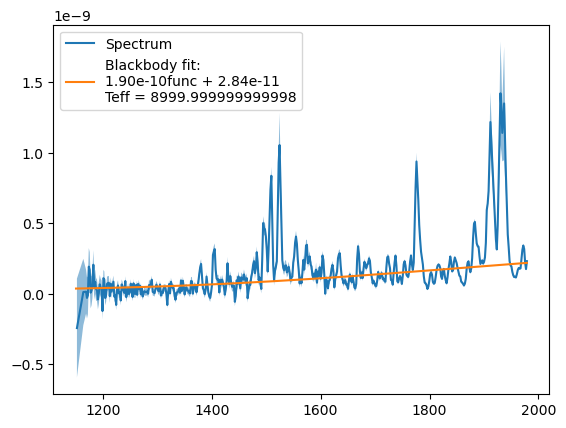 1e−9
Spectrum
Blackbody fit:
1.90e-10func + 2.84e-11
Teff = 8999.999999999998
1.5
1.0
0.5
0.0
−0.5
1200 1400 1600 1800 2000